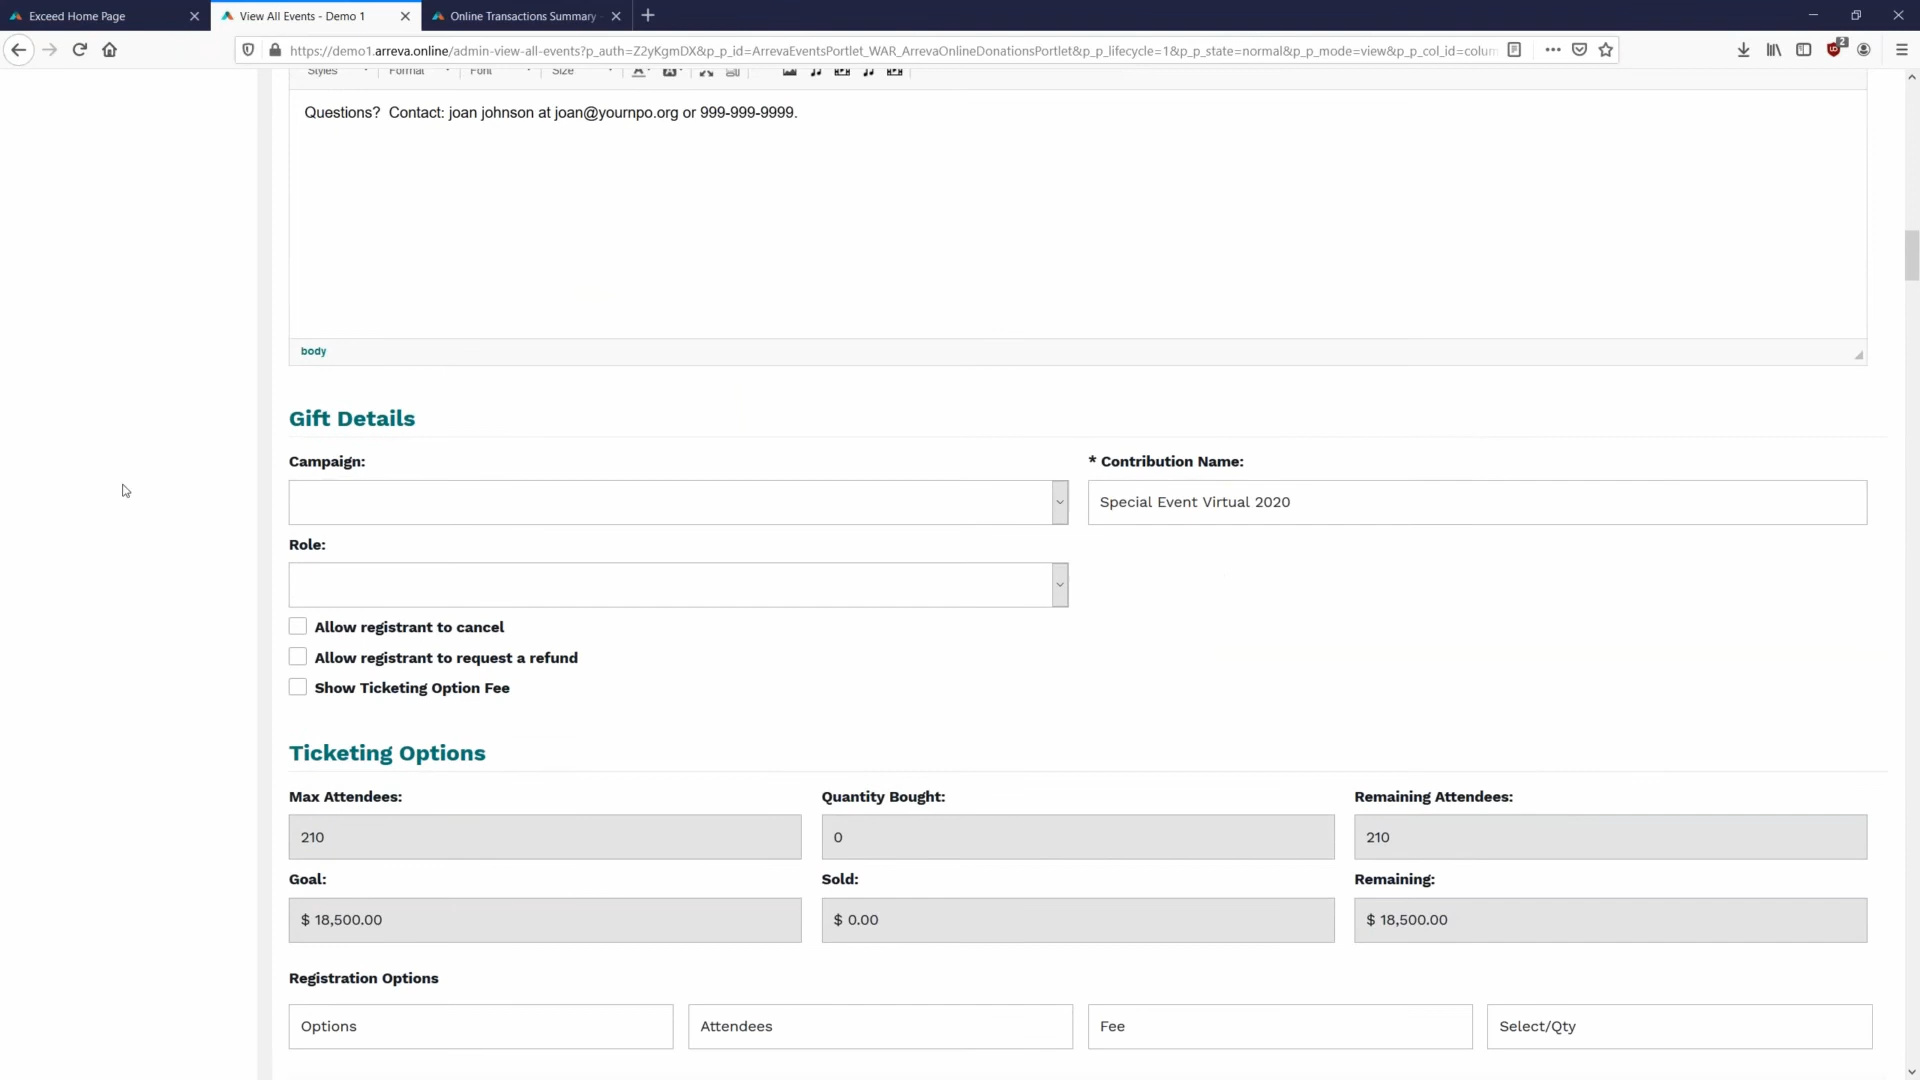 Exceed Home Page
View All Events - Demo 1
Online Transactions Summary
https://demo1.arreva.online/admin-view-all-events?p_auth=Z2yKgmDX&p_p_id=ArrevaEventsPortlet_WAR_ArrevaOnlineDonationsPortlet&p_p_lifecycle=1&p_p_state=normal&p_p_mode=view&p_p_col_id=colum
2
Styles Format Font Size
Questions?  Contact: joan johnson at joan@yournpo.org or 999-999-9999.
body
Gift Details
Campaign: * Contribution Name:
Special Event Virtual 2020
Role:
Allow registrant to cancel
Allow registrant to request a refund
Show Ticketing Option Fee
Ticketing Options
Max Attendees: Quantity Bought: Remaining Attendees:
210 0 210
Goal: Sold: Remaining:
$ 18,500.00 $ 0.00 $ 18,500.00
Registration Options
Options Attendees Fee Select/Qty